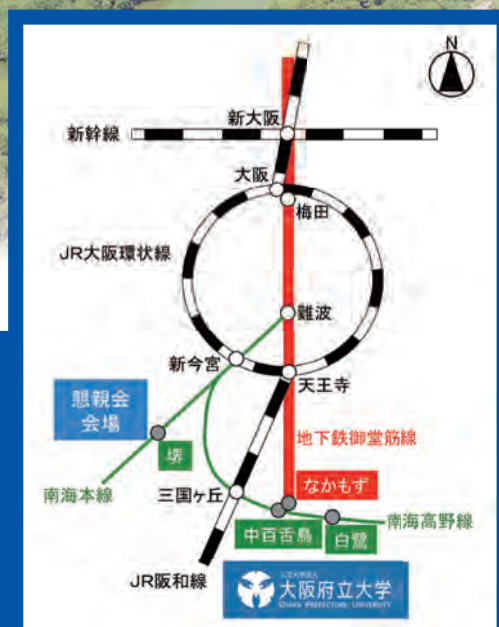 N
新大阪
新幹線
大阪
梅田
JR大阪環状線
難波
新今宮
天王寺
懇親会
会場
地下鉄御堂筋線
堺
なかもず
南海本線
三国ヶ丘
南海高野線
中百舌鳥
白鷺
JR阪和線
公立大学法人
大阪府立大学
OSAKA PREFECTURE UNIVERSITY